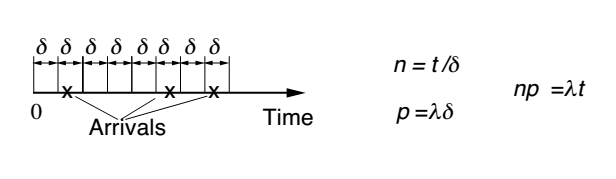 δ δ δ δ δ δ δ δ
x x x
0
Arrivals
Time
n = t/δ
p = λδ
np = λt